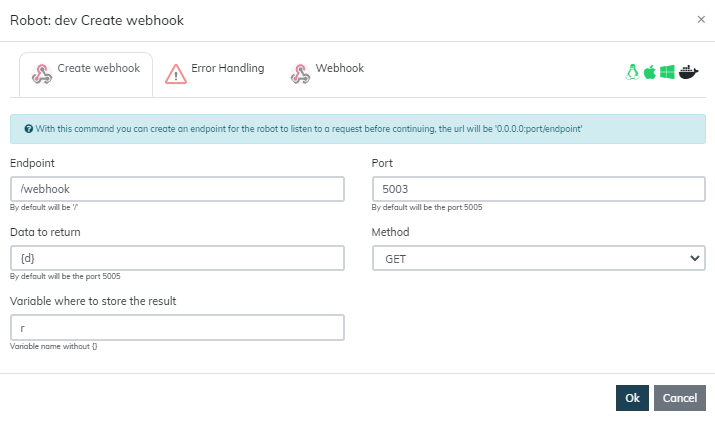 Robot: dev Create webhook
×
Create webhook
Error Handling
Webhook
With this command you can create an endpoint for the robot to listen to a request before continuing, the url will be '0.0.0.0:port/endpoint'
Endpoint
Port
/webhook
5003
By default will be '/'
By default will be the port 5005
Data to return
Method
{d}
GET
By default will be the port 5005
Variable where to store the result
r
Variable name without {}
Ok
Cancel